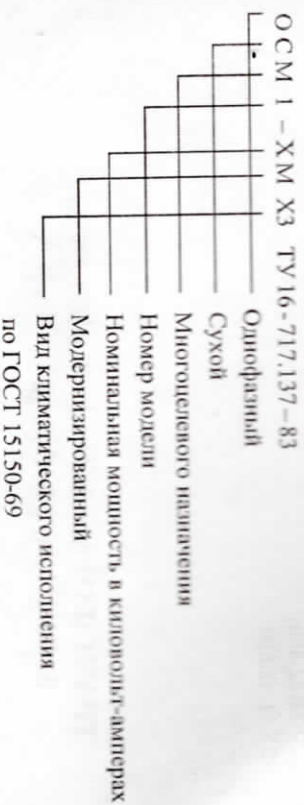 ОСМ 1 – ХМ Х3 ТУ 16 - 717.137 – 83
Однофазный
Сухой
Многоцелевого назначения
Номер модели
Номинальная мощность в киловольт-амперах
Модернизированный
Вид климатического исполнения
по ГОСТ 15150-69